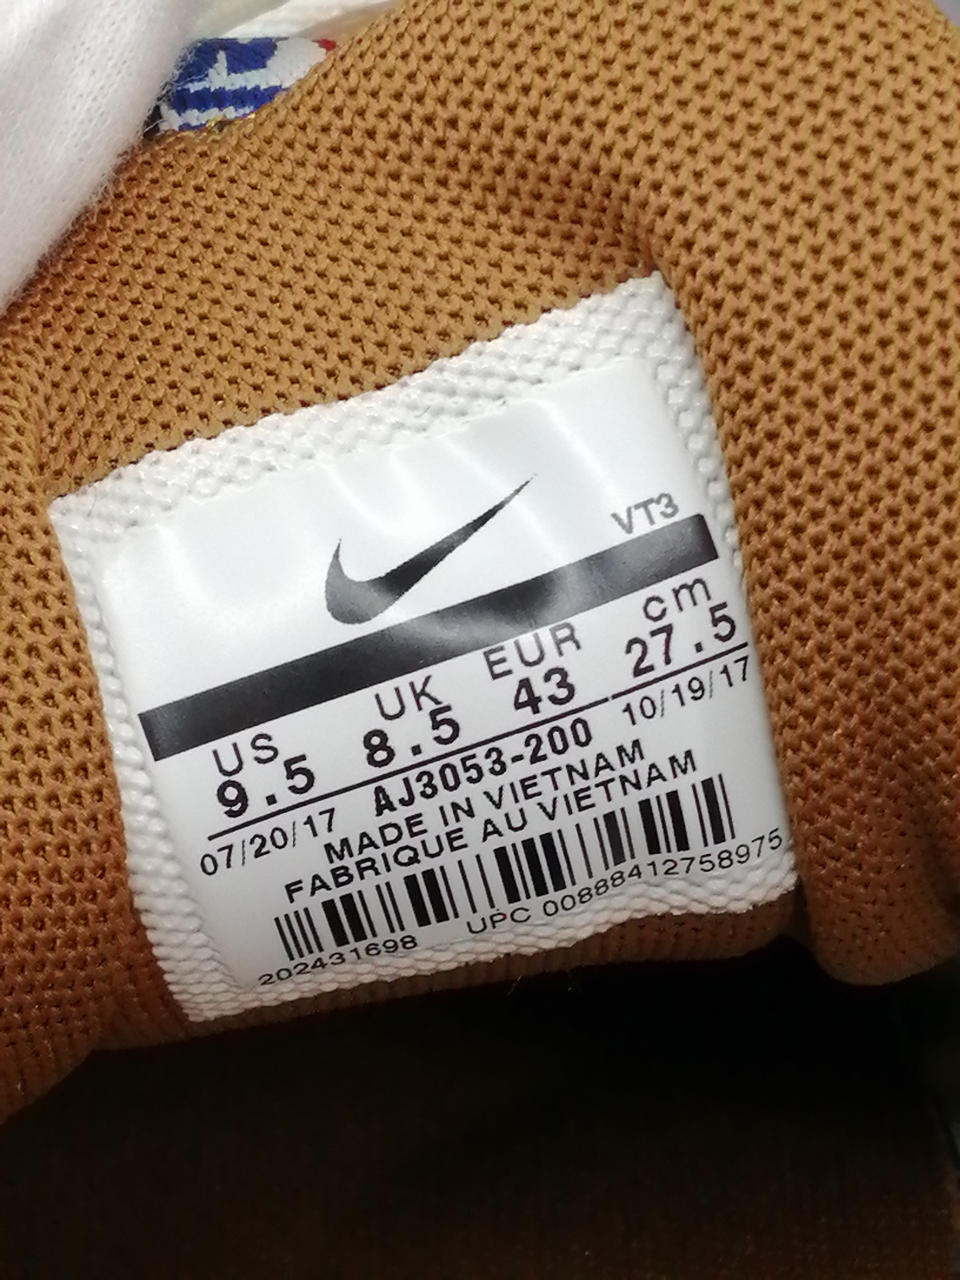 VT3
US UK EUR cm
9.5 8.5 43 27.5
07/20/17 AJ3053-200 10/19/17
MADE IN VIETNAM
FABRIQUE AU VIETNAM
202431698 UPC 00888412758975